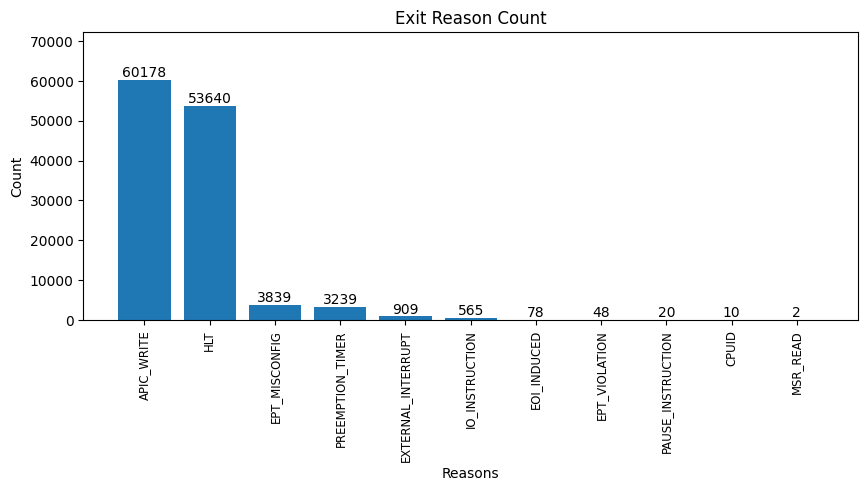 Exit Reason Count
Count
70000
60000
50000
40000
30000
20000
10000
0
60178
53640
3839
3239
909
565
78
48
20
10
2
APIC_WRITE
HLT
EPT_MISCONFIG
PREEMPTION_TIMER
EXTERNAL_INTERRUPT
IO_INSTRUCTION
EOI_INDUCED
EPT_VIOLATION
PAUSE_INSTRUCTION
CPUID
MSR_READ
Reasons